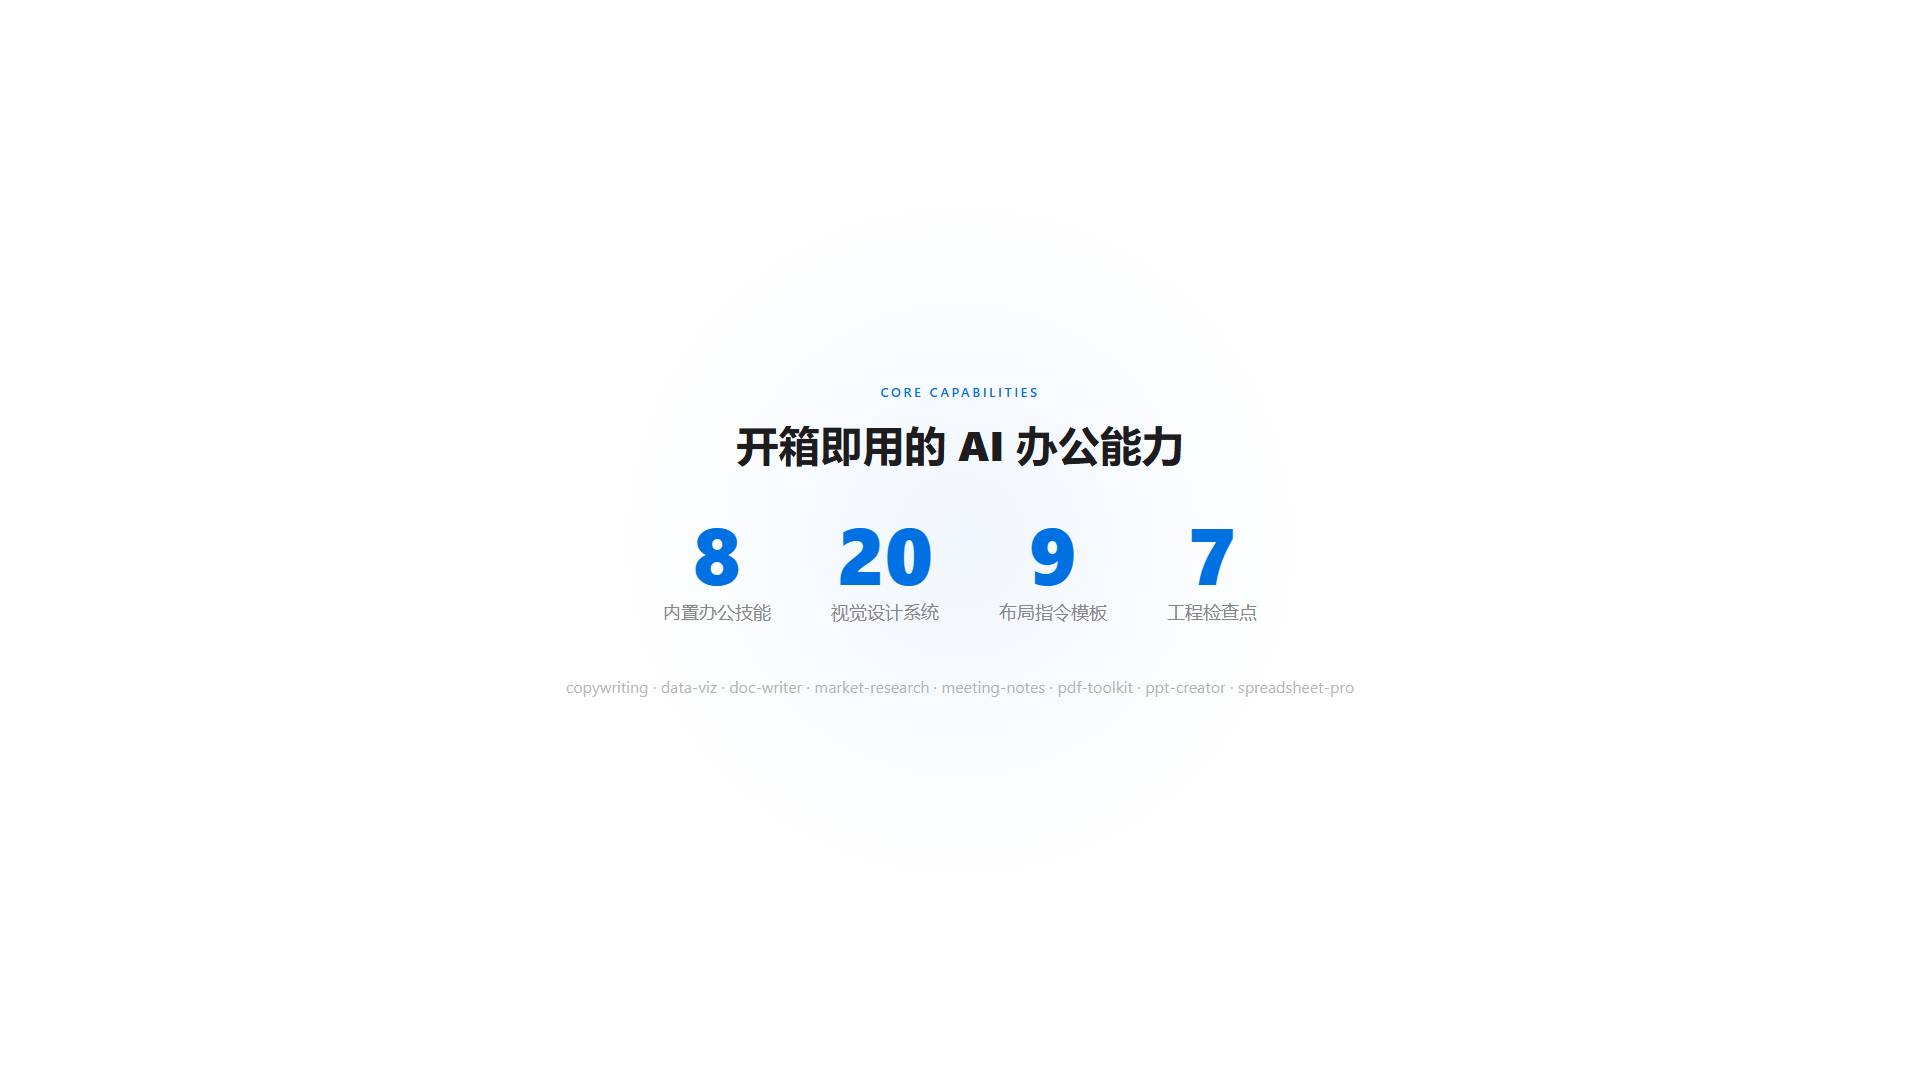 CORE CAPABILITIES
开箱即用的 AI 办公能力
8 20 9 7
内置办公技能 视觉设计系统 布局指令模板 工程检查点
copywriting · data-viz · doc-writer · market-research · meeting-notes · pdf-toolkit · ppt-creator · spreadsheet-pro